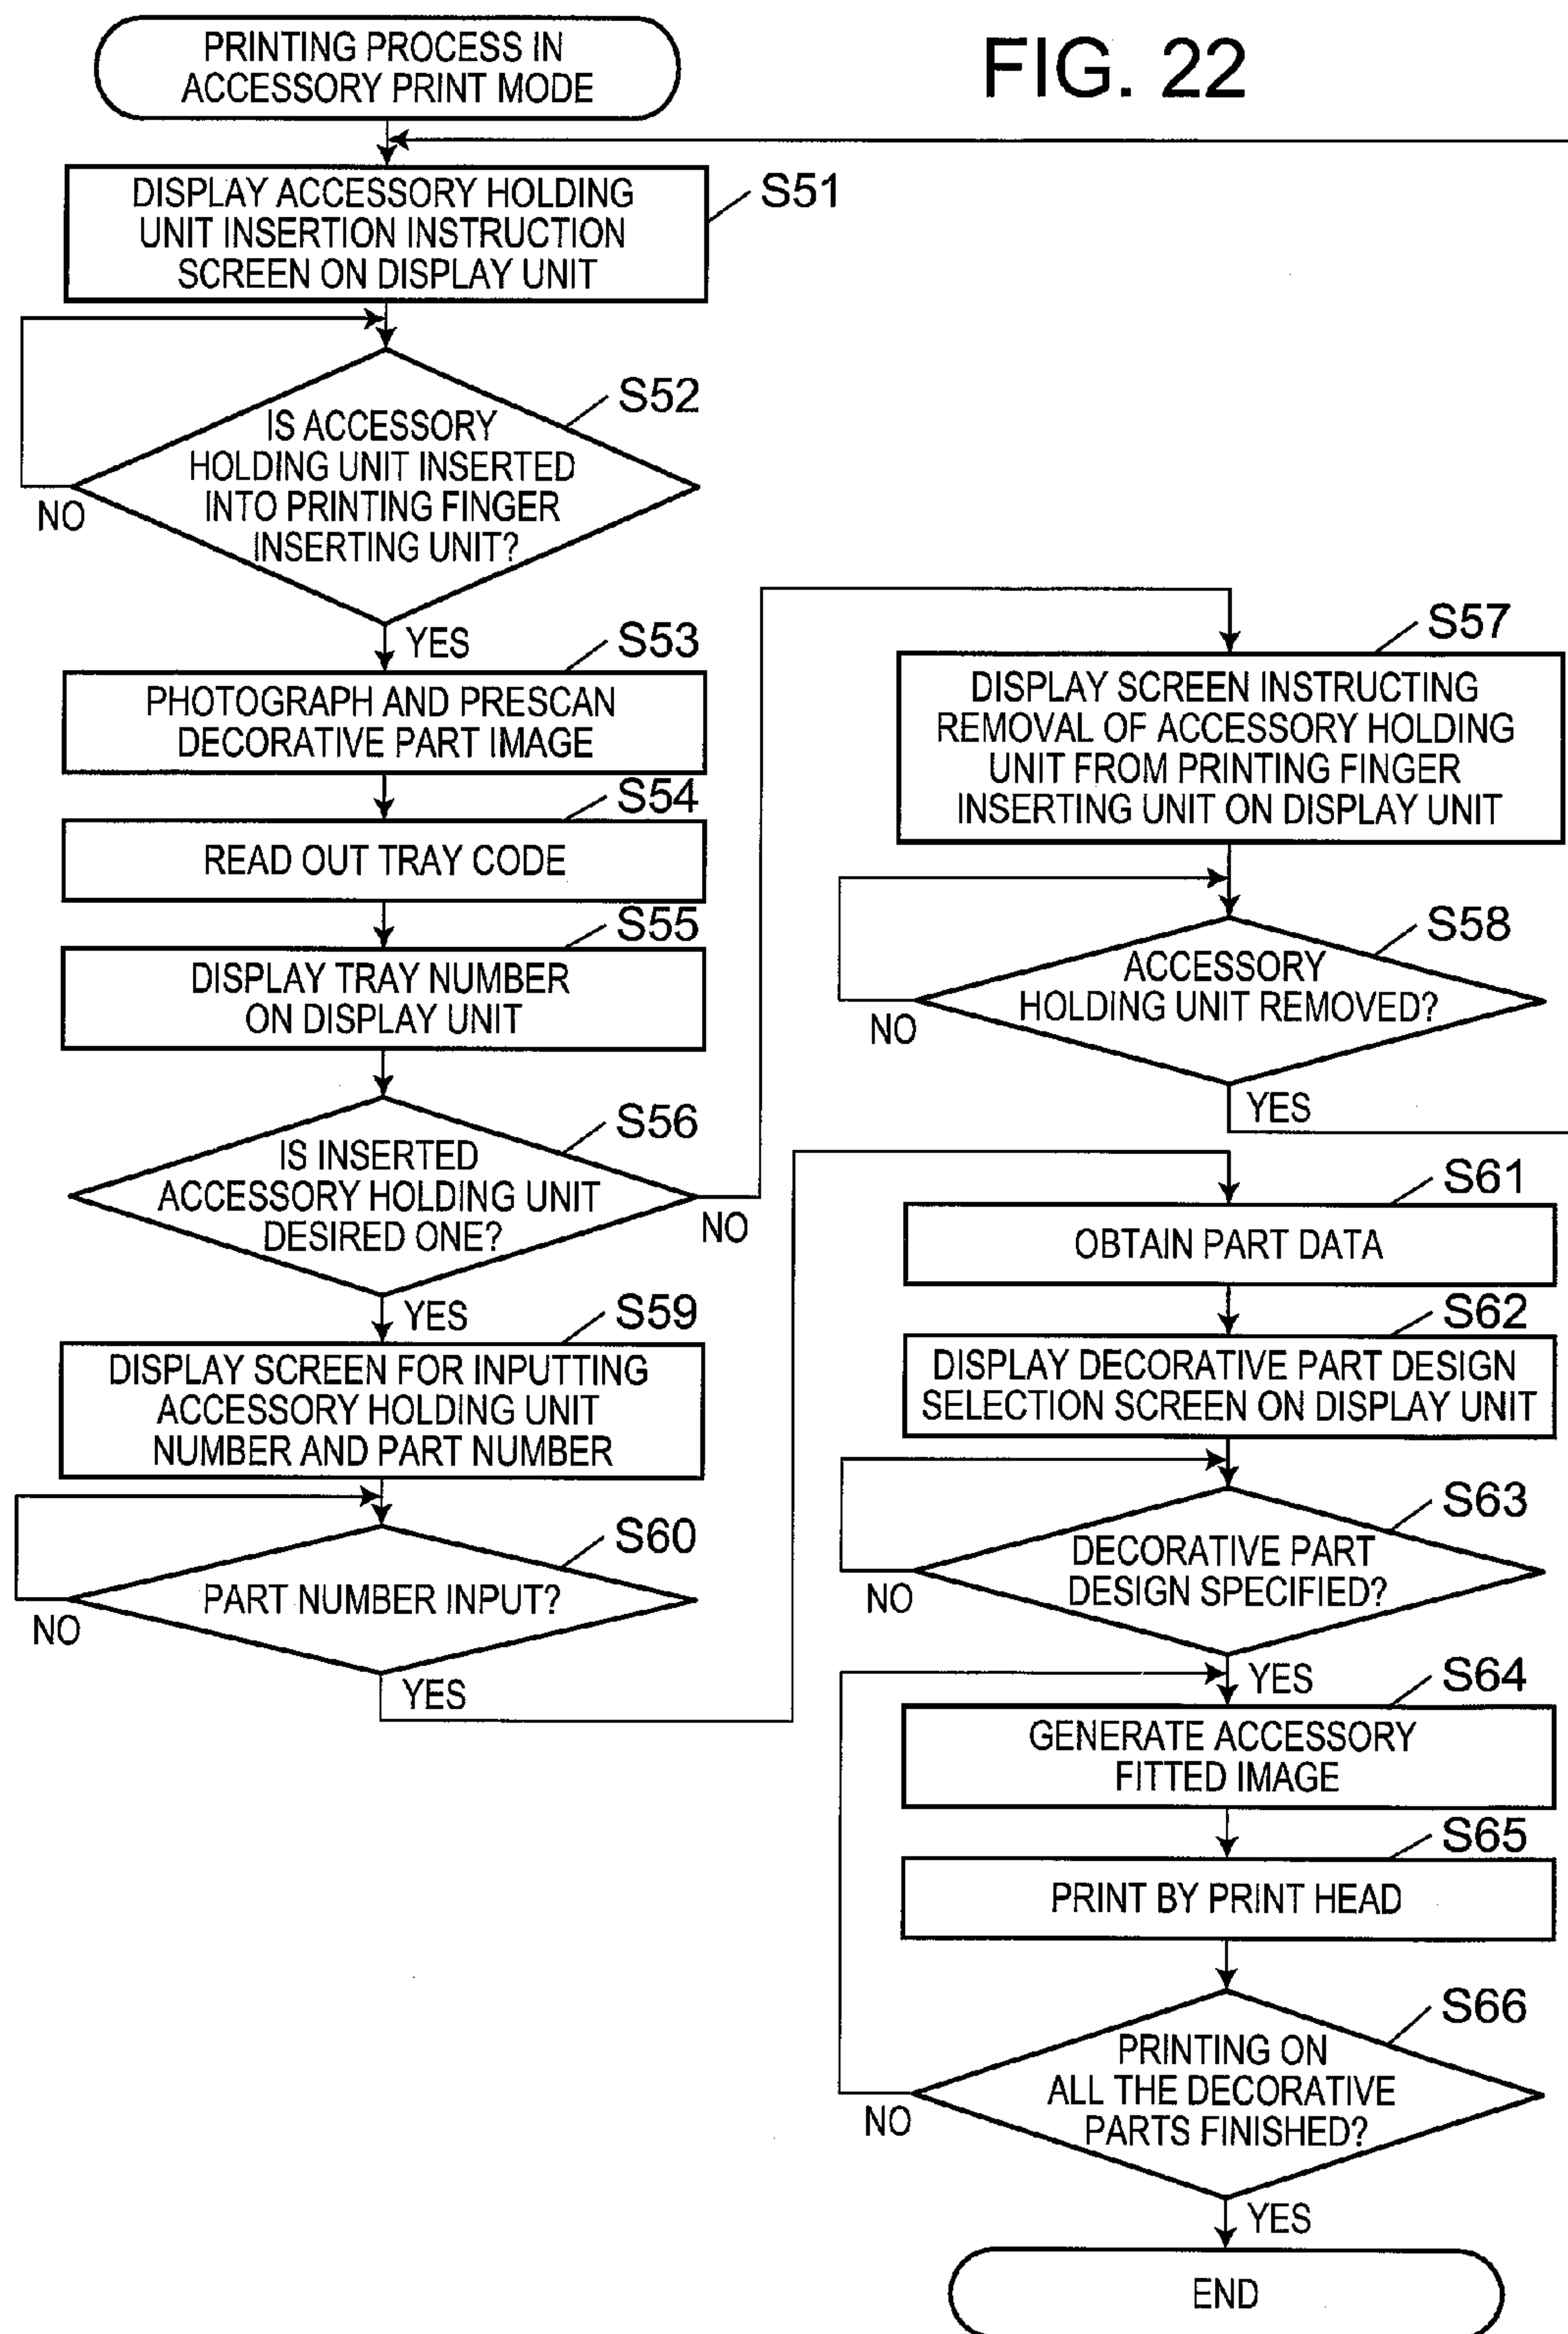 FIG. 22
PRINTING PROCESS IN
ACCESSORY PRINT MODE
DISPLAY ACCESSORY HOLDING
UNIT INSERTION INSTRUCTION
SCREEN ON DISPLAY UNIT
S51
IS ACCESSORY
HOLDING UNIT INSERTED
INTO PRINTING FINGER
INSERTING UNIT?
S52
NO
YES
S53
PHOTOGRAPH AND PRESCAN
DECORATIVE PART IMAGE
S54
READ OUT TRAY CODE
S55
DISPLAY TRAY NUMBER
ON DISPLAY UNIT
S56
IS INSERTED
ACCESSORY HOLDING UNIT
DESIRED ONE?
NO
YES
S57
DISPLAY SCREEN INSTRUCTING
REMOVAL OF ACCESSORY HOLDING
UNIT FROM PRINTING FINGER
INSERTING UNIT ON DISPLAY UNIT
S58
ACCESSORY
HOLDING UNIT REMOVED?
NO
YES
S59
DISPLAY SCREEN FOR INPUTTING
ACCESSORY HOLDING UNIT
NUMBER AND PART NUMBER
S60
PART NUMBER INPUT?
NO
YES
S61
OBTAIN PART DATA
S62
DISPLAY DECORATIVE PART DESIGN
SELECTION SCREEN ON DISPLAY UNIT
S63
DECORATIVE PART
DESIGN SPECIFIED?
NO
YES
S64
GENERATE ACCESSORY
FITTED IMAGE
S65
PRINT BY PRINT HEAD
S66
PRINTING ON
ALL THE DECORATIVE
PARTS FINISHED?
NO
YES
END